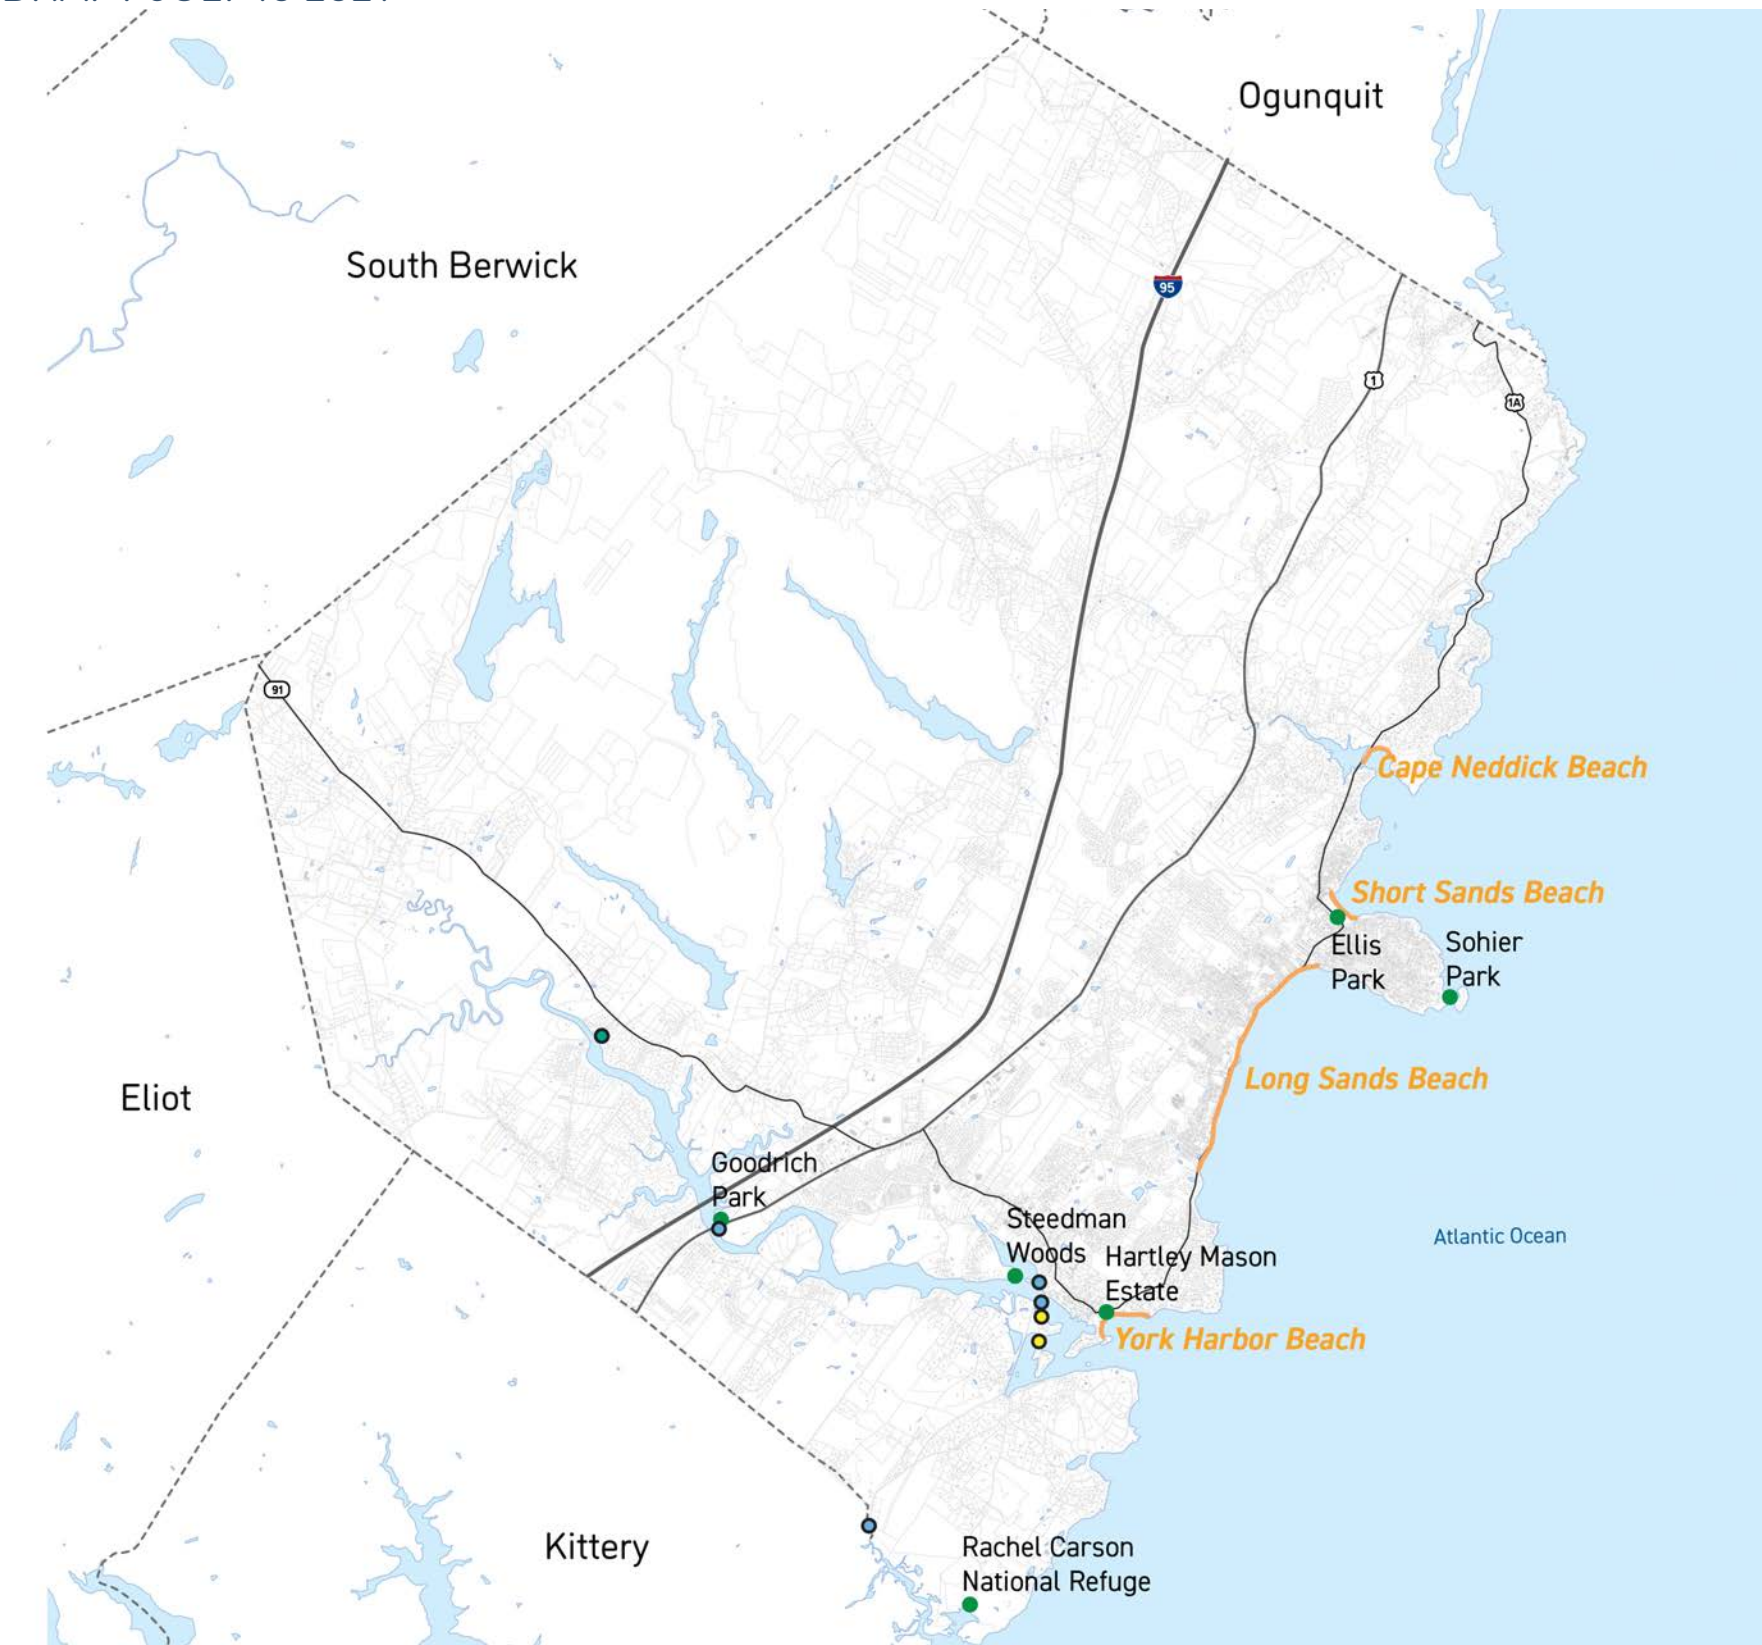 Ogunquit
South Berwick
95
1
1A
91
Cape Neddick Beach
Short Sands Beach
Ellis
Park
Sohier
Park
Long Sands Beach
Eliot
Goodrich
Park
Steedman
Woods
Hartley Mason
Estate
Atlantic Ocean
York Harbor Beach
Kittery
Rachel Carson
National Refuge